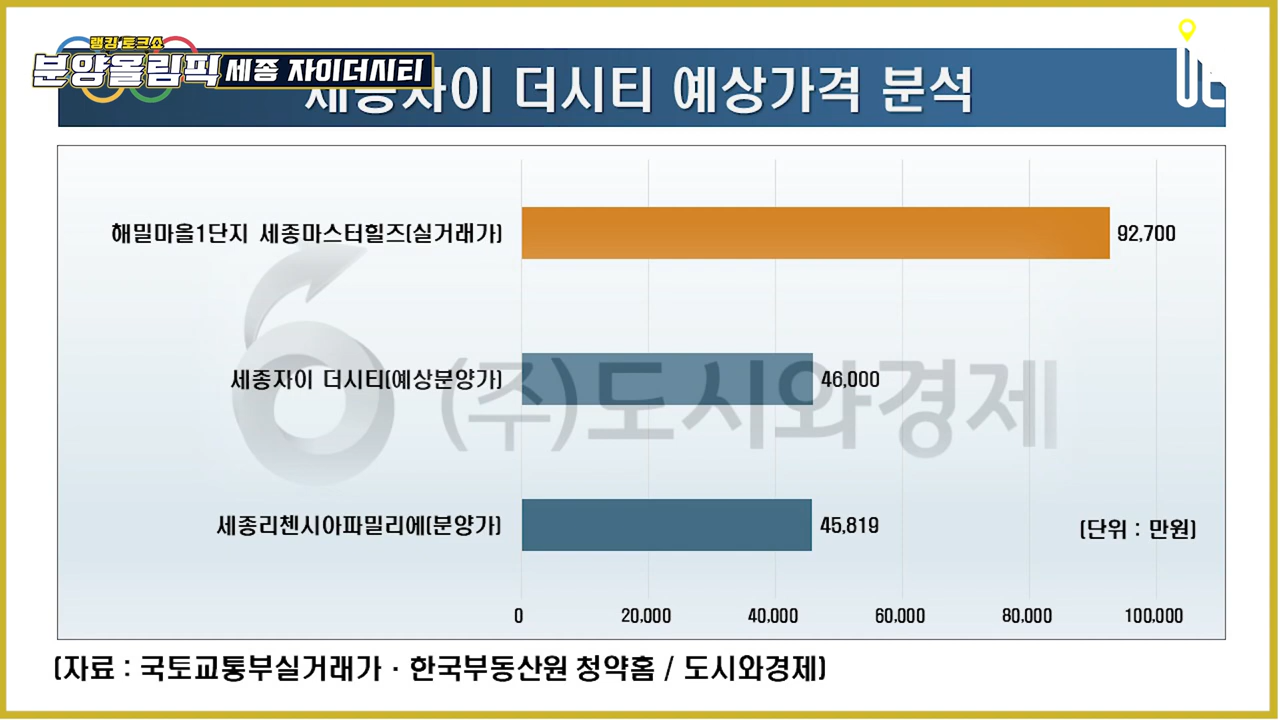 랭킹 토크쇼
분양올림픽 세종 자이더시티
세종자이 더시티 예상가격 분석
해밀마을1단지 세종마스터힐즈(실거래가)
92,700
세종자이 더시티(예상분양가)
46,000
(주)도시와경제
세종리첸시아파밀리에(분양가)
45,819
(단위 : 만원)
0 20,000 40,000 60,000 80,000 100,000
(자료 : 국토교통부실거래가 · 한국부동산원 청약홈 / 도시와경제)